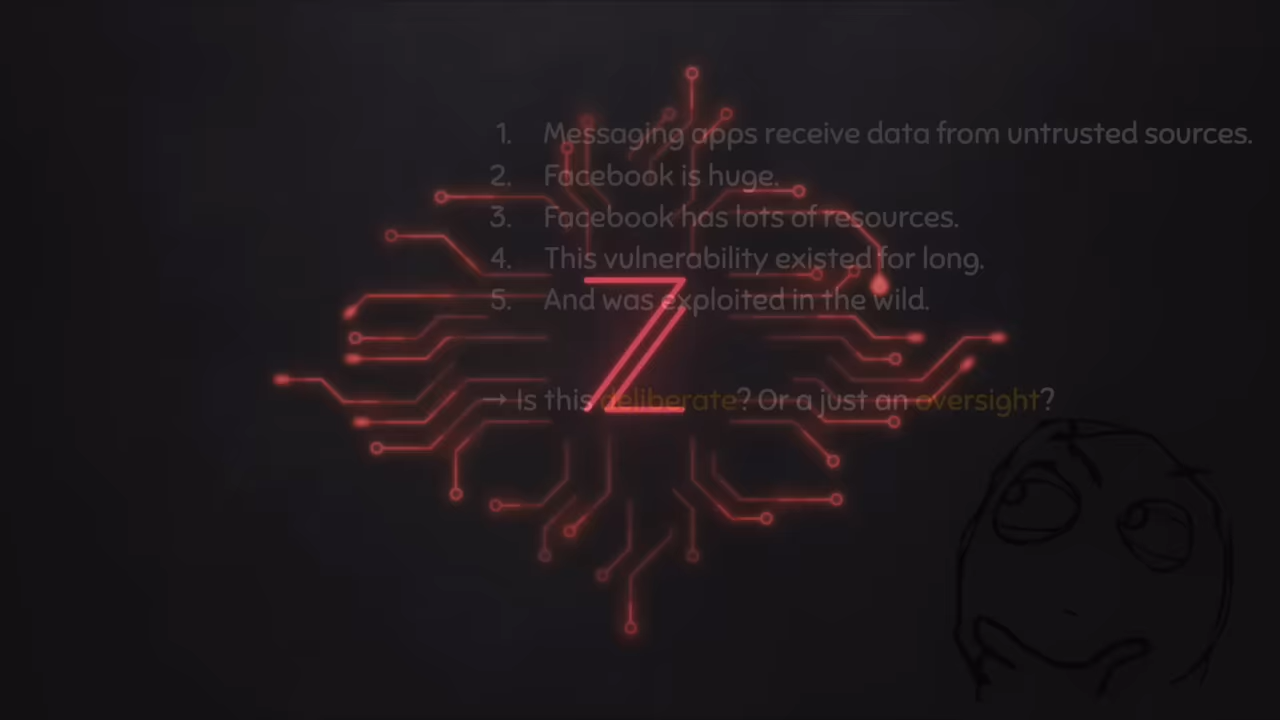 1. Messaging apps receive data from untrusted sources.
2. Facebook is huge.
3. Facebook has lots of resources.
4. This vulnerability existed for long.
5. And was exploited in the wild.
Z
→ Is this deliberate? Or a just an oversight?